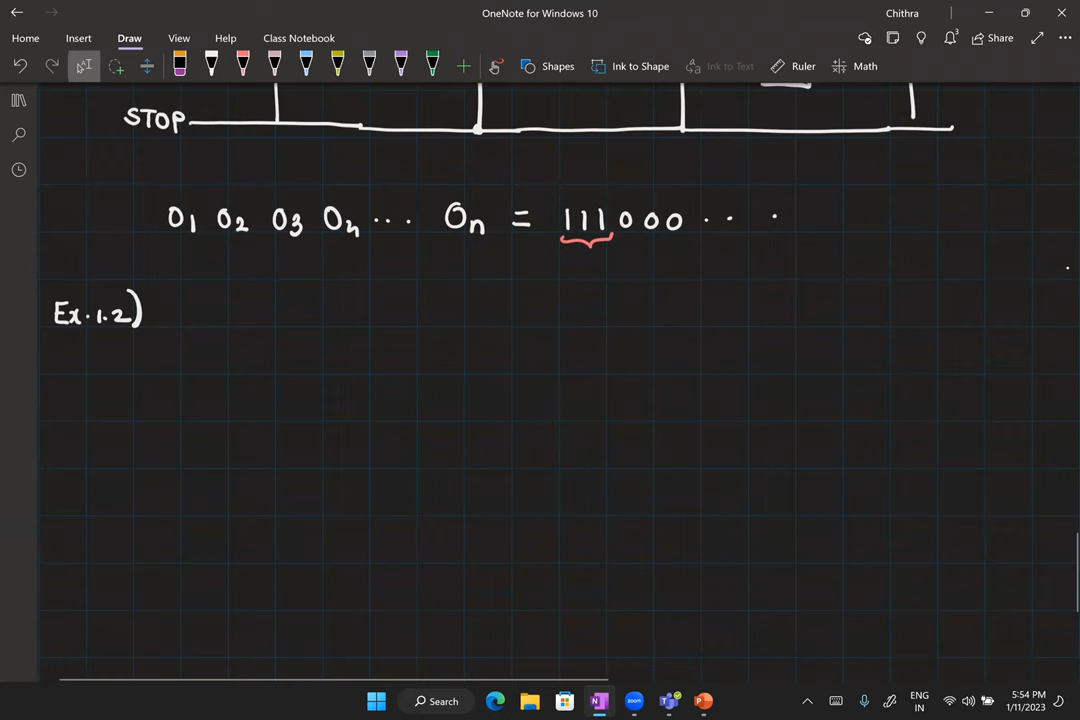 OneNote for Windows 10
Chithra
Home Insert Draw View Help Class Notebook
3
Share
Shapes Ink to Shape Ink to Text Ruler Math
STOP
O1 O2 O3 O4 ... On = 111000 ...
Ex.1.2)
Search
ENG
IN
5:54 PM
1/11/2023